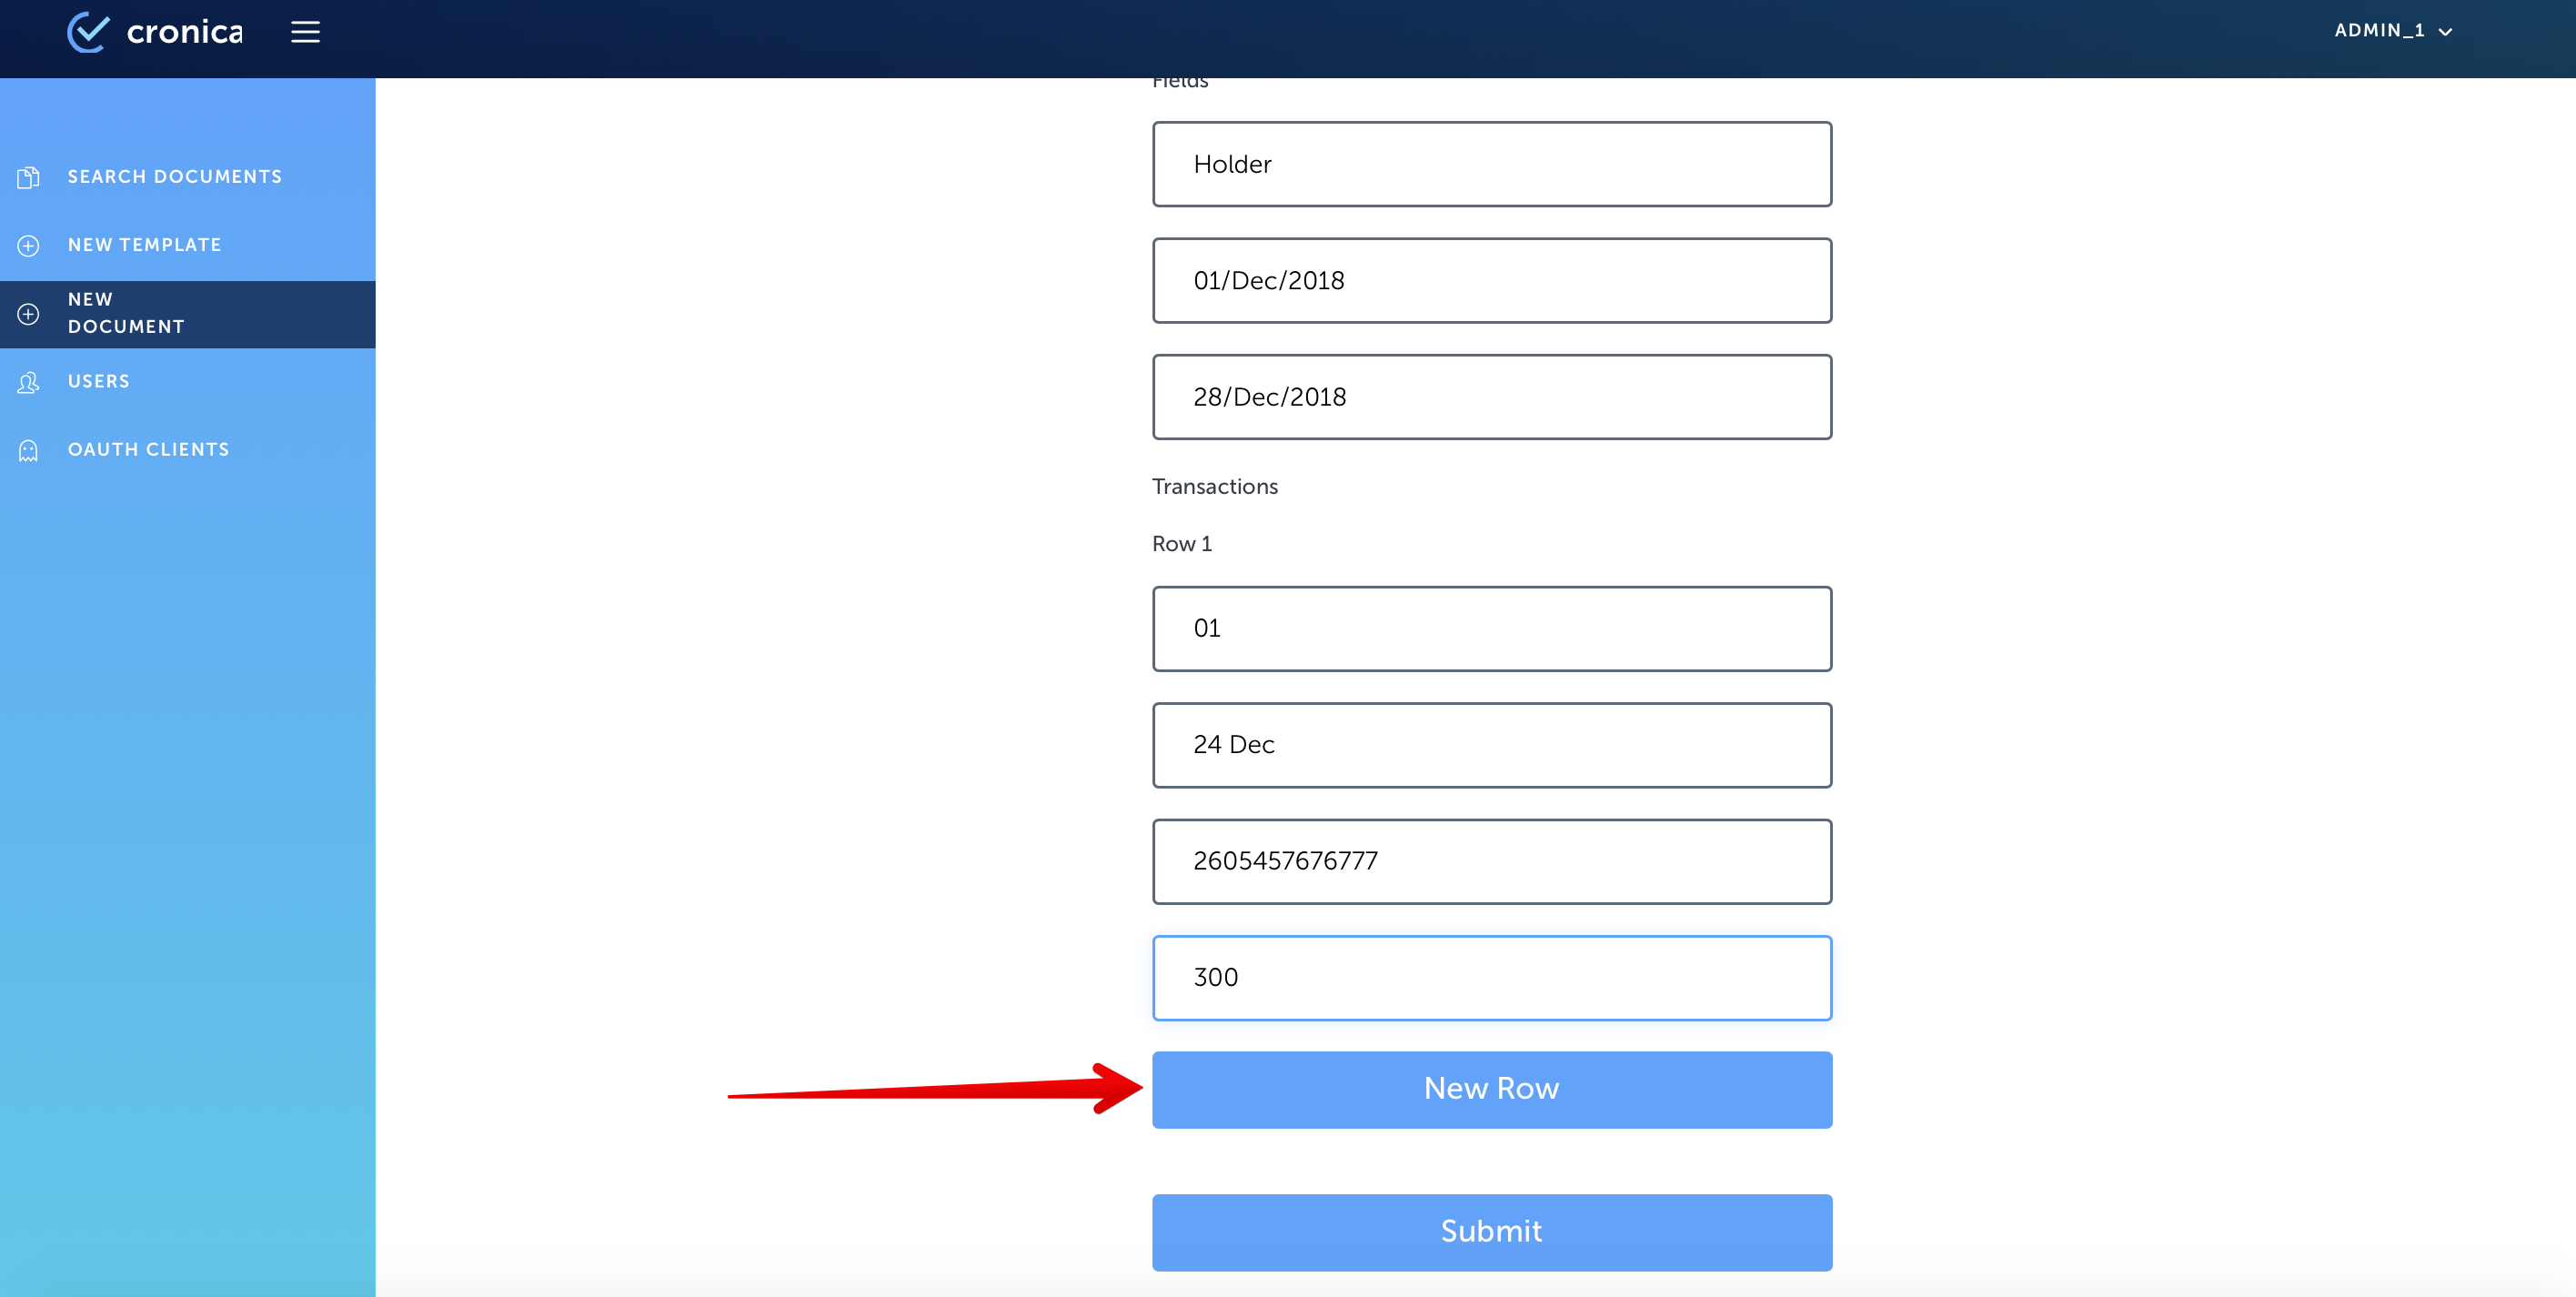 cronica
ADMIN_1
SEARCH DOCUMENTS
NEW TEMPLATE
NEW
DOCUMENT
USERS
OAUTH CLIENTS
Fields
Holder
01/Dec/2018
28/Dec/2018
Transactions
Row 1
01
24 Dec
2605457676777
300
New Row
Submit